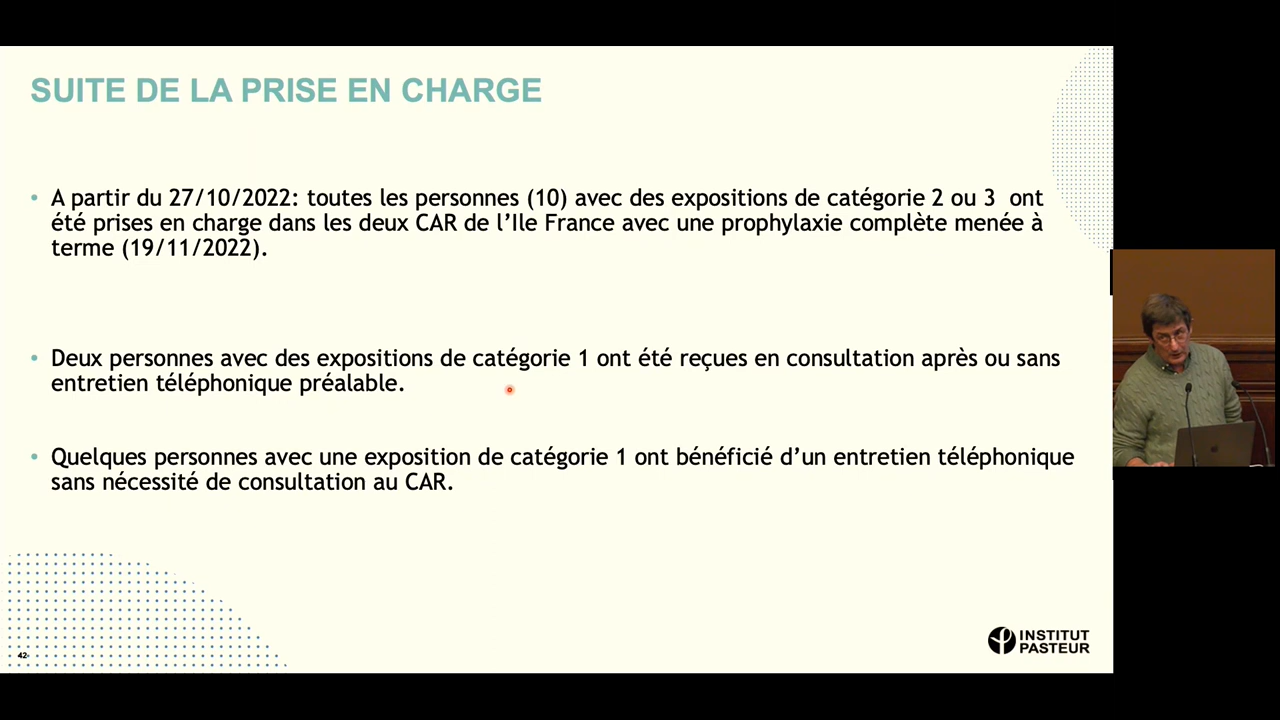 SUITE DE LA PRISE EN CHARGE
• A partir du 27/10/2022: toutes les personnes (10) avec des expositions de catégorie 2 ou 3 ont
été prises en charge dans les deux CAR de l’Ile France avec une prophylaxie complète menée à
terme (19/11/2022).
• Deux personnes avec des expositions de catégorie 1 ont été reçues en consultation après ou sans
entretien téléphonique préalable.
• Quelques personnes avec une exposition de catégorie 1 ont bénéficié d’un entretien téléphonique
sans nécessité de consultation au CAR.
42
INSTITUT
PASTEUR